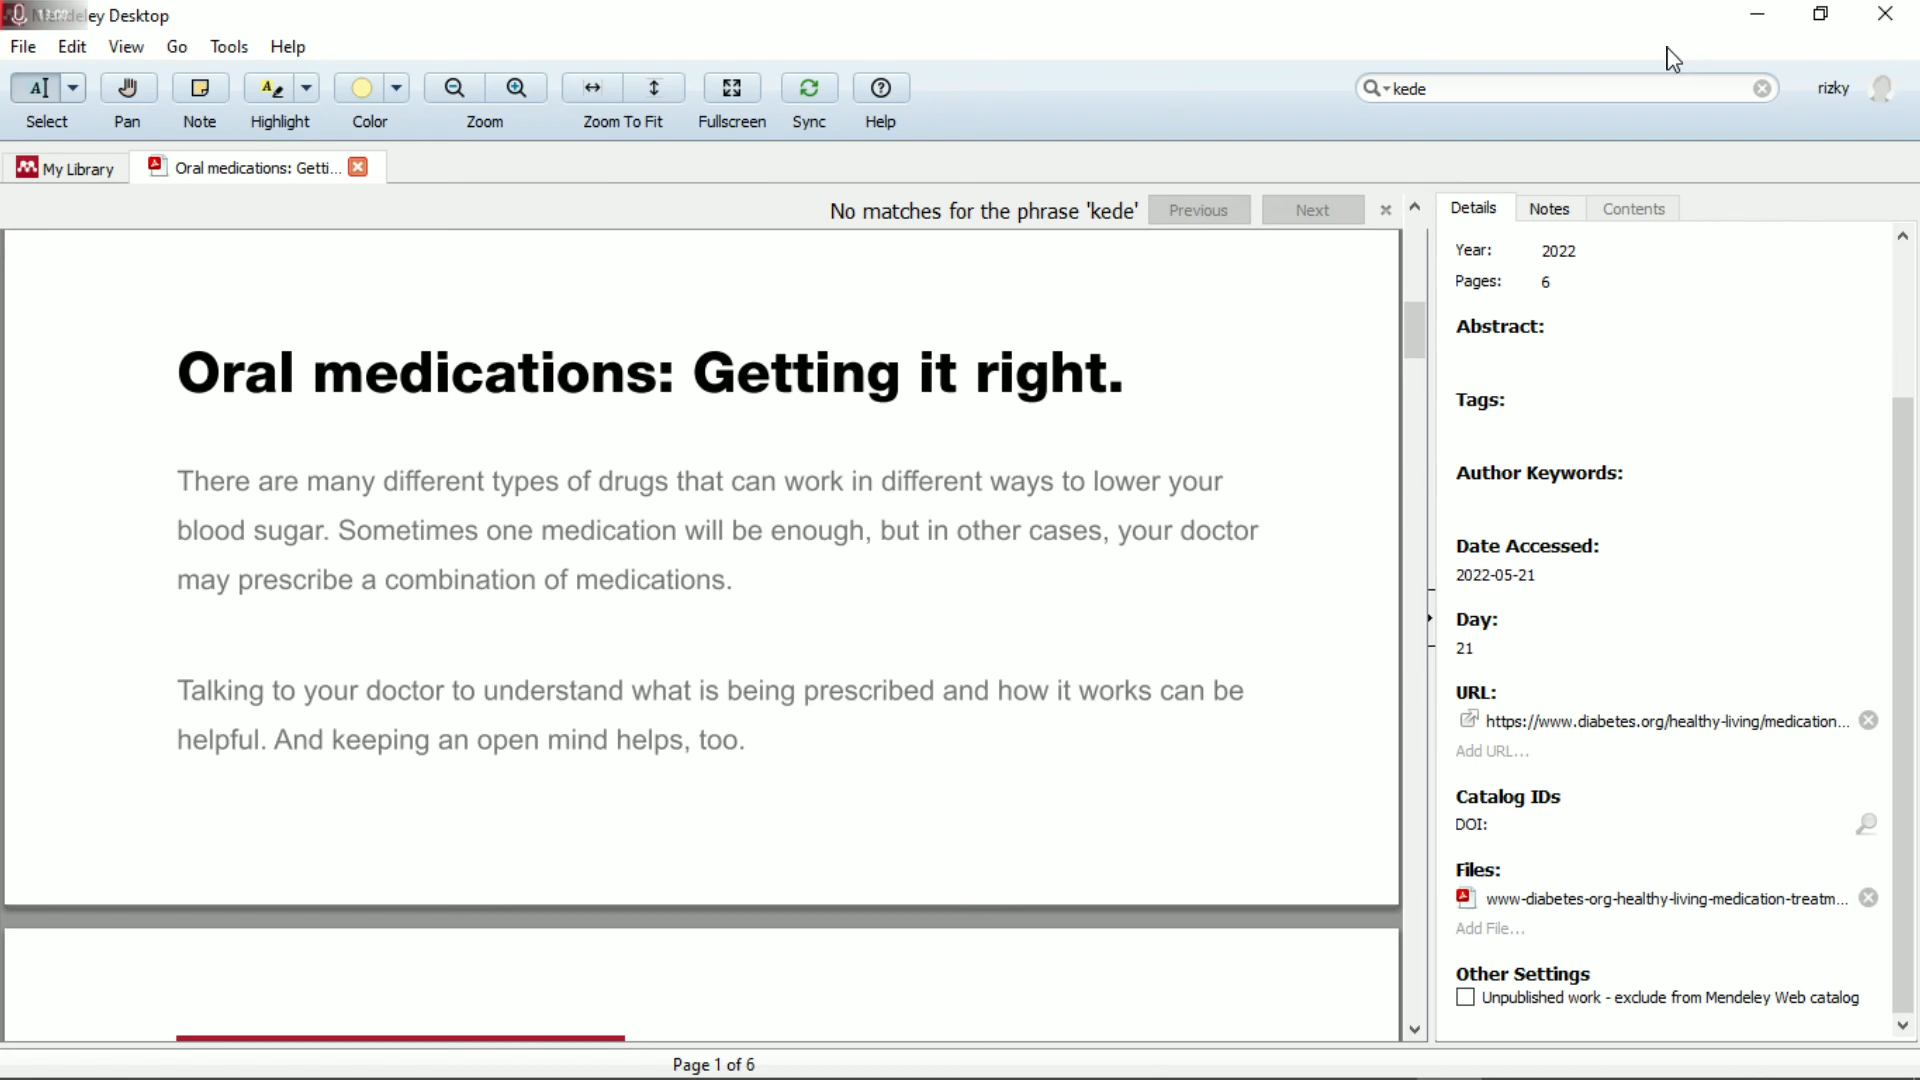 Mendeley Desktop
File Edit View Go Tools Help
kede
rizky
Select Pan Note Highlight Color Zoom Zoom To Fit Fullscreen Sync Help
My Library
Oral medications: Getti...
No matches for the phrase 'kede'
Previous
Next
Oral medications: Getting it right.
There are many different types of drugs that can work in different ways to lower your
blood sugar. Sometimes one medication will be enough, but in other cases, your doctor
may prescribe a combination of medications.
Talking to your doctor to understand what is being prescribed and how it works can be
helpful. And keeping an open mind helps, too.
Details Notes Contents
Year: 2022
Pages: 6
Abstract:
Tags:
Author Keywords:
Date Accessed:
2022-05-21
Day:
21
URL:
https://www.diabetes.org/healthy-living/medication...
Add URL...
Catalog IDs
DOI:
Files:
www-diabetes-org-healthy-living-medication-treatm...
Add File...
Other Settings
Unpublished work - exclude from Mendeley Web catalog
Page 1 of 6